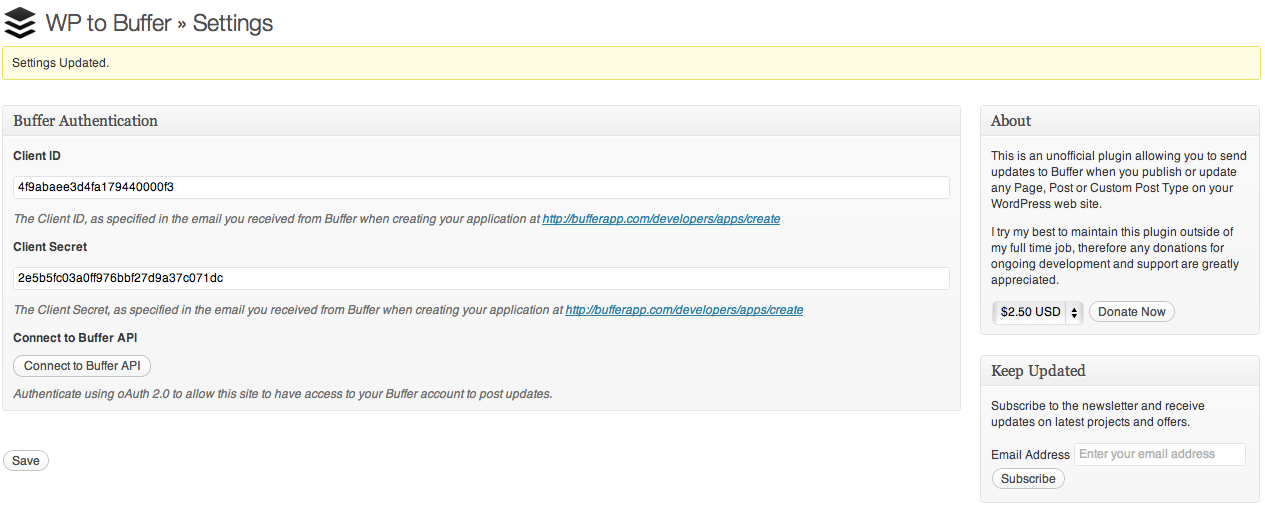 WP to Buffer » Settings
Settings Updated.
Buffer Authentication
Client ID
4f9abaee3d4fa179440000f3
The Client ID, as specified in the email you received from Buffer when creating your application at http://bufferapp.com/developers/apps/create
Client Secret
2e5b5fc03a0ff976bbf27d9a37c071dc
The Client Secret, as specified in the email you received from Buffer when creating your application at http://bufferapp.com/developers/apps/create
Connect to Buffer API
Connect to Buffer API
Authenticate using oAuth 2.0 to allow this site to have access to your Buffer account to post updates.
Save
About
This is an unofficial plugin allowing you to send
updates to Buffer when you publish or update
any Page, Post or Custom Post Type on your
WordPress web site.
I try my best to maintain this plugin outside of
my full time job, therefore any donations for
ongoing development and support are greatly
appreciated.
$2.50 USD Donate Now
Keep Updated
Subscribe to the newsletter and receive
updates on latest projects and offers.
Email Address Enter your email address
Subscribe